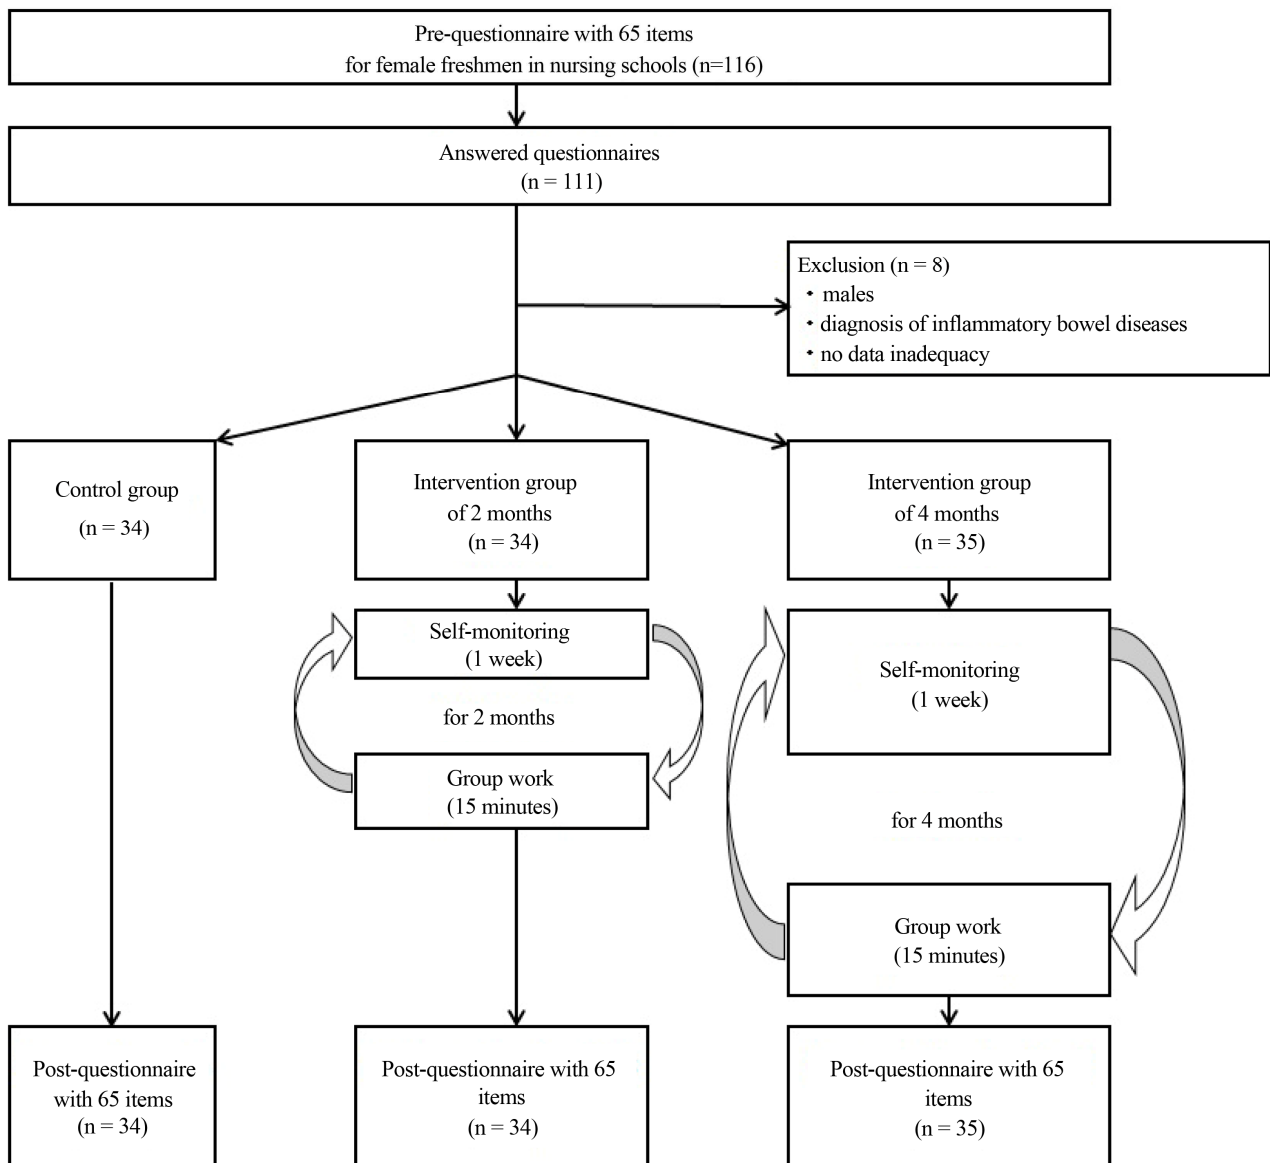 Pre-questionnaire with 65 items
for female freshmen in nursing schools (n=116)
Answered questionnaires
(n = 111)
Exclusion (n = 8)
・ males
・ diagnosis of inflammatory bowel diseases
・ no data inadequacy
Control group
(n = 34)
Intervention group
of 2 months
(n = 34)
Intervention group
of 4 months
(n = 35)
Self-monitoring
(1 week)
for 2 months
Group work
(15 minutes)
Self-monitoring
(1 week)
for 4 months
Group work
(15 minutes)
Post-questionnaire
with 65 items
(n = 34)
Post-questionnaire with 65
items
(n = 34)
Post-questionnaire with 65
items
(n = 35)